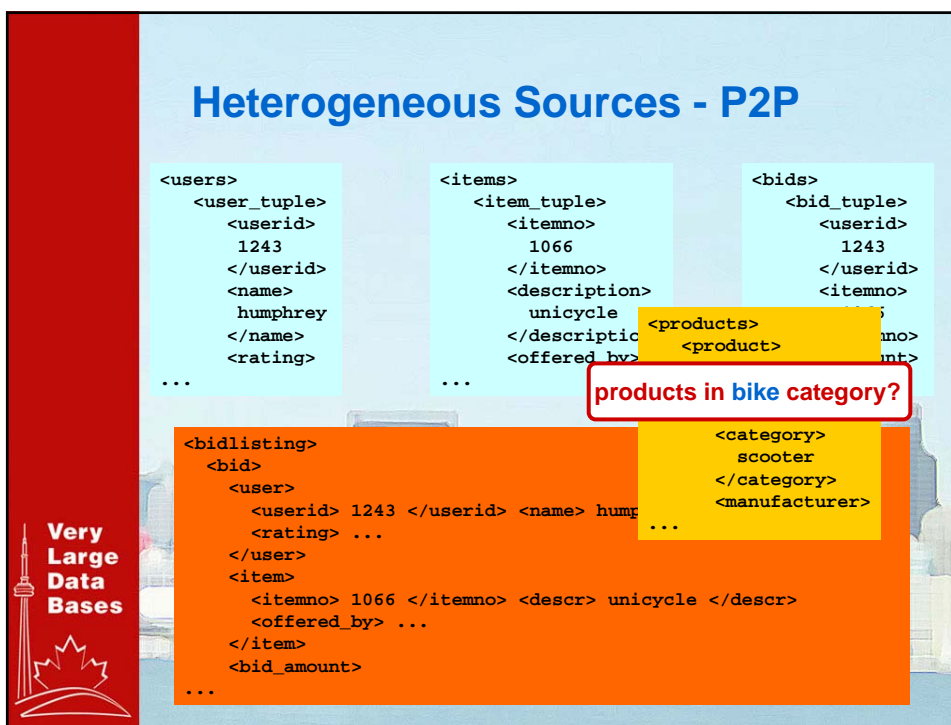 Heterogeneous Sources - P2P
<users>
<user_tuple>
<userid>
1243
</userid>
<name>
humphrey
</name>
<rating>
...
<items>
<item_tuple>
<itemno>
1066
</itemno>
<description>
unicycle
</descriptio
<offered_by>
...
<bids>
<bid_tuple>
<userid>
1243
</userid>
<itemno>
<products>
<product>
products in bike category?
<category>
scooter
</category>
<manufacturer>
...
<bidlisting>
<bid>
<user>
<userid> 1243 </userid> <name> hump
<rating> ...
</user>
<item>
<itemno> 1066 </itemno> <descr> unicycle </descr>
<offered_by> ...
</item>
<bid_amount>
...
Very
Large
Data
Bases